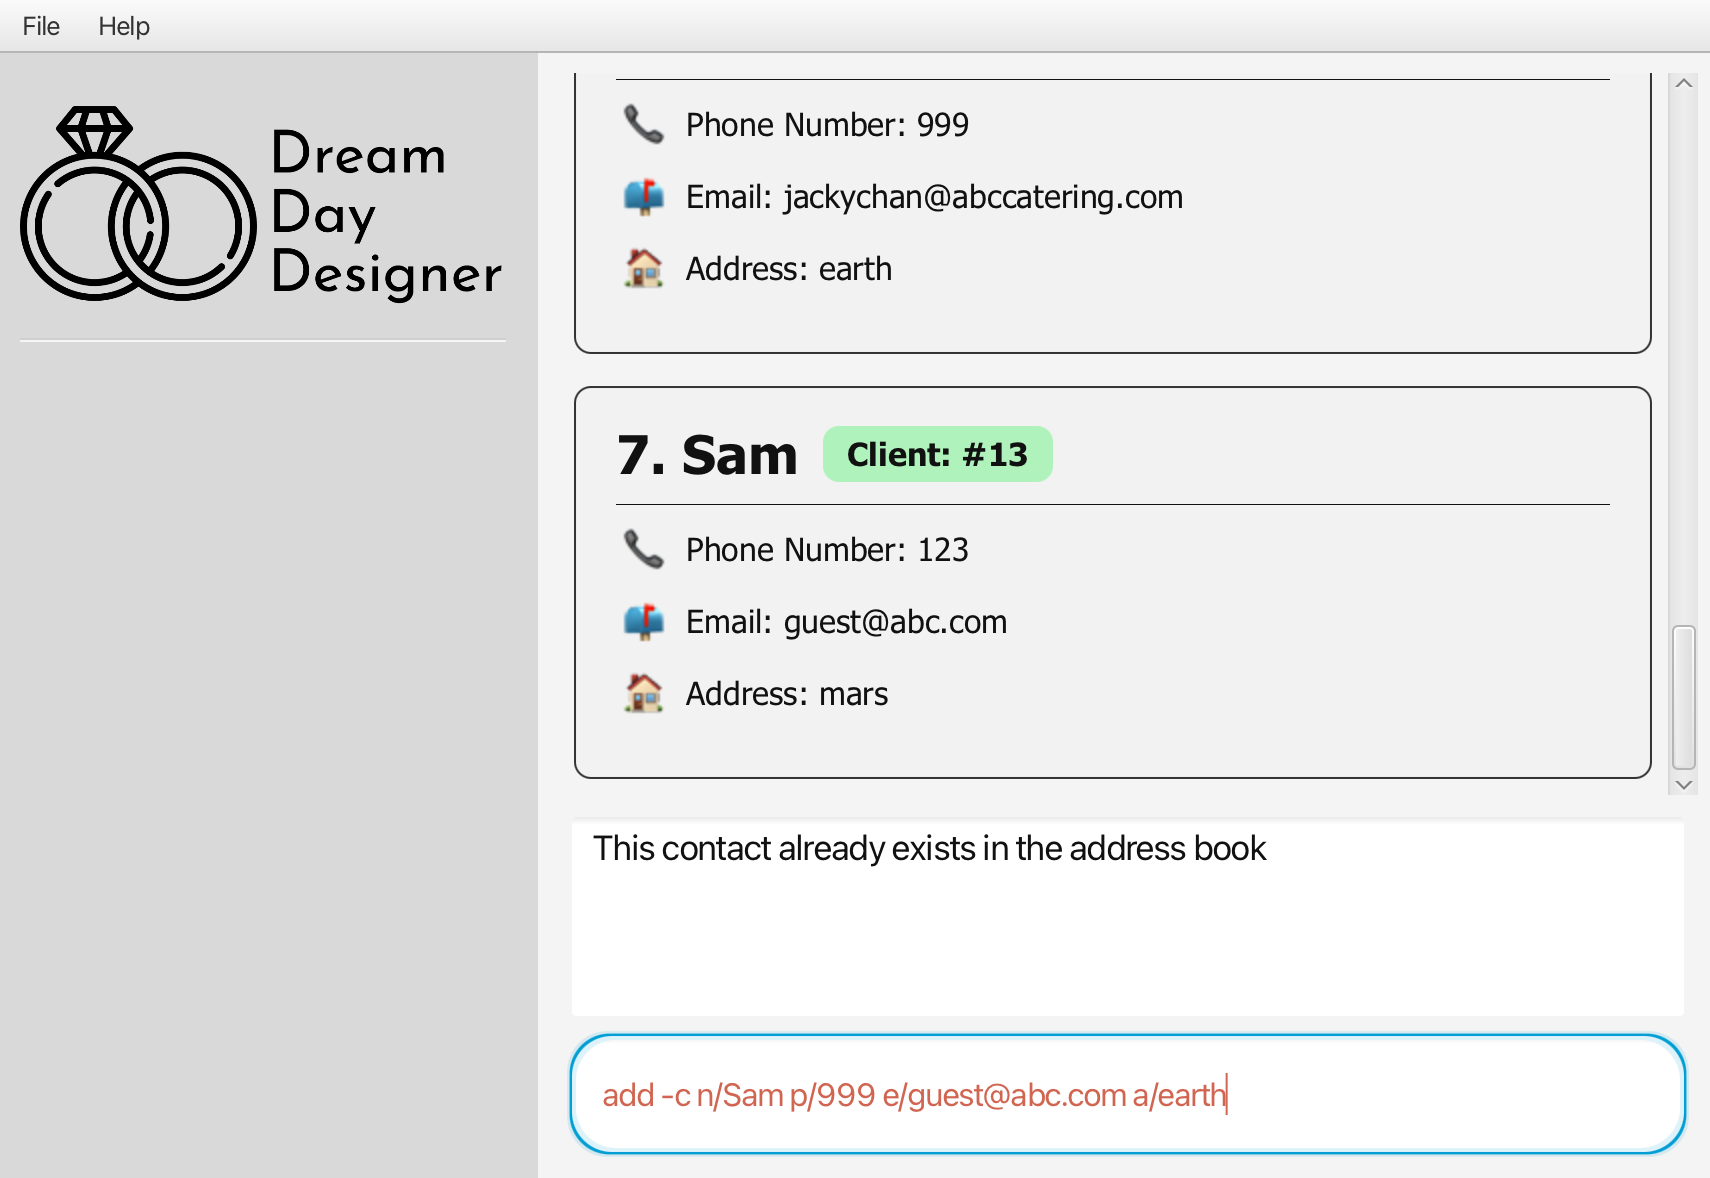 File Help
Dream
Day
Designer
Phone Number: 999
Email: jackychan@abccatering.com
Address: earth
7. Sam Client: #13
Phone Number: 123
Email: guest@abc.com
Address: mars
This contact already exists in the address book
add -c n/Sam p/999 e/guest@abc.com a/earth